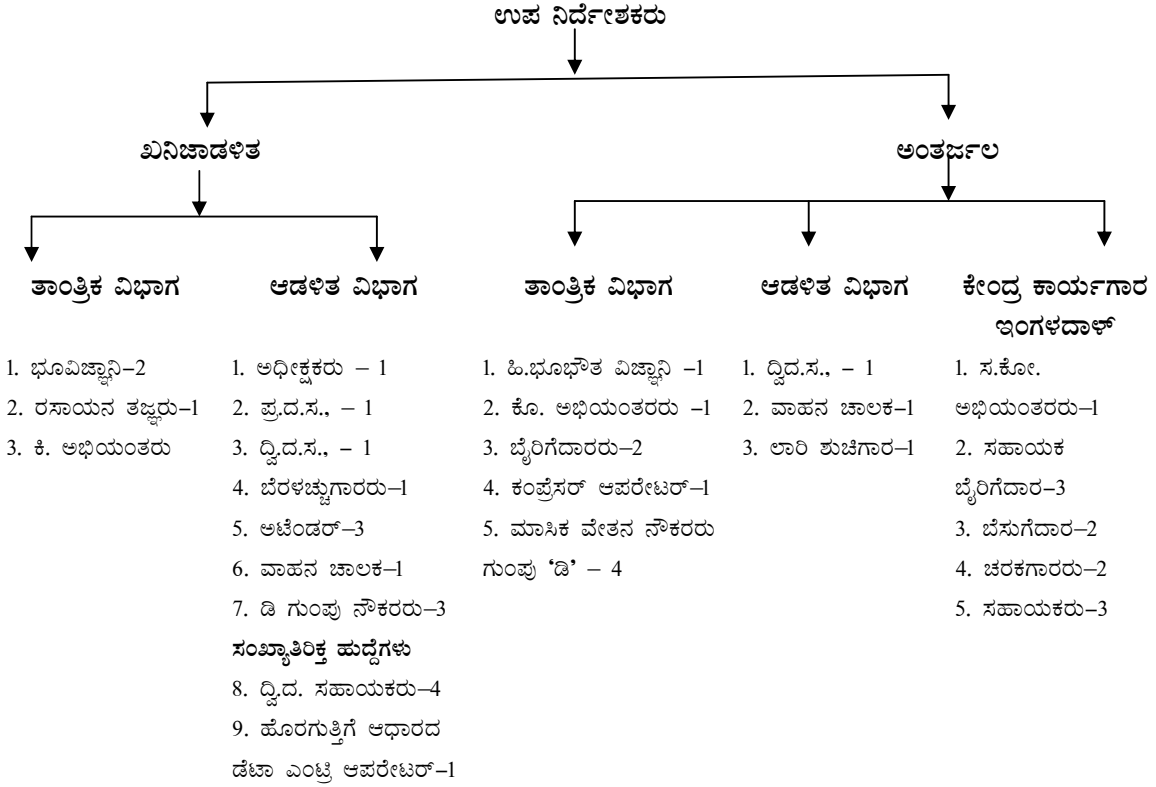 ಉಪ ನಿರ್ದೇಶಕರು
ಖನಿಜಾಡಳಿತ
ಅಂತರ್ಜಲ
ತಾಂತ್ರಿಕ ವಿಭಾಗ
1. ಭೂವಿಜ್ಞಾನಿ–2
2. ರಸಾಯನ ತಜ್ಞರು–1
3. ಕಿ. ಅಭಿಯಂತರು
ಆಡಳಿತ ವಿಭಾಗ
1. ಅಧೀಕ್ಷಕರು – 1
2. ಪ್ರ.ದ.ಸ., – 1
3. ದ್ವಿ.ದ.ಸ., – 1
4. ಬೆರಳಚ್ಚುಗಾರರು–1
5. ಅಟೆಂಡರ್–3
6. ವಾಹನ ಚಾಲಕ–1
7. ಡಿ ಗುಂಪು ನೌಕರರು–3
ಸಂಖ್ಯಾತಿರಿಕ್ತ ಹುದ್ದೆಗಳು
8. ದ್ವಿ.ದ. ಸಹಾಯಕರು–4
9. ಹೊರಗುತ್ತಿಗೆ ಆಧಾರದ
ಡೆಟಾ ಎಂಟ್ರಿ ಆಪರೇಟರ್–1
ತಾಂತ್ರಿಕ ವಿಭಾಗ
1. ಹಿ.ಭೂಭೌತ ವಿಜ್ಞಾನಿ –1
2. ಕೊ. ಅಭಿಯಂತರರು –1
3. ಬೈರಿಗೆದಾರರು–2
4. ಕಂಪ್ರೆಸರ್ ಆಪರೇಟರ್–1
5. ಮಾಸಿಕ ವೇತನ ನೌಕರರು
ಗುಂಪು ‘ಡಿ’ – 4
ಆಡಳಿತ ವಿಭಾಗ
1. ದ್ವಿದ.ಸ., – 1
2. ವಾಹನ ಚಾಲಕ–1
3. ಲಾರಿ ಶುಚಿಗಾರ–1
ಕೇಂದ್ರ ಕಾರ್ಯಗಾರ
ಇಂಗಳದಾಳ್
1. ಸ.ಕೋ.
ಅಭಿಯಂತರರು–1
2. ಸಹಾಯಕ
ಬೈರಿಗೆದಾರ–3
3. ಬೆಸುಗೆದಾರ–2
4. ಚರಕಗಾರರು–2
5. ಸಹಾಯಕರು–3